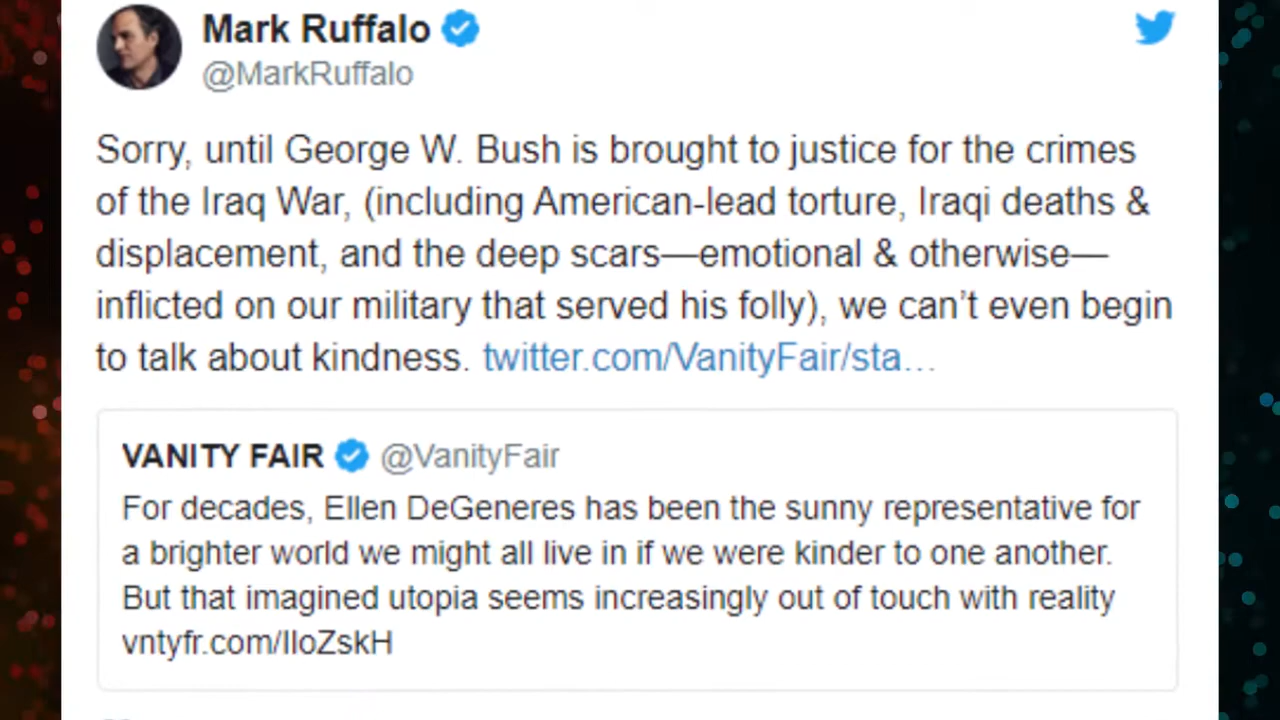 Mark Ruffalo
@MarkRuffalo
Sorry, until George W. Bush is brought to justice for the crimes
of the Iraq War, (including American-lead torture, Iraqi deaths &
displacement, and the deep scars—emotional & otherwise—
inflicted on our military that served his folly), we can’t even begin
to talk about kindness. twitter.com/VanityFair/sta…
VANITY FAIR @VanityFair
For decades, Ellen DeGeneres has been the sunny representative for
a brighter world we might all live in if we were kinder to one another.
But that imagined utopia seems increasingly out of touch with reality
vntyfr.com/lloZskH